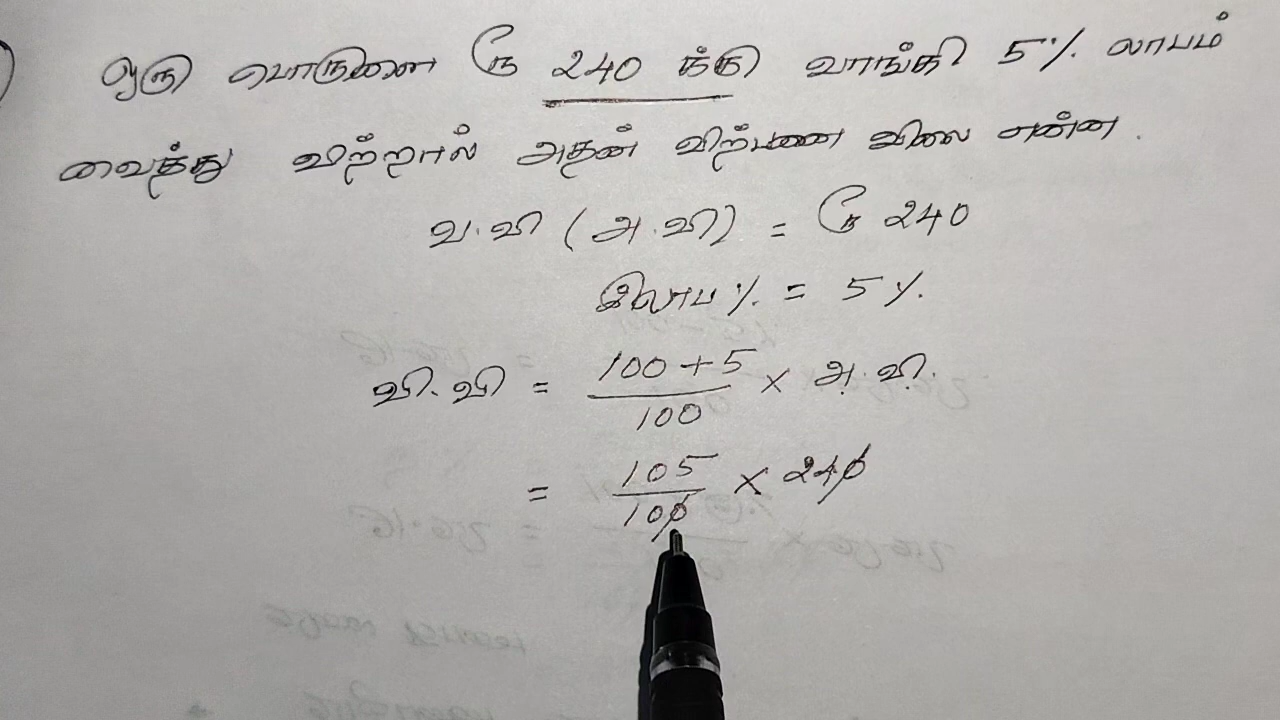 ஒரு பொருளை ரூ 240 க்கு வாங்கி 5% லாபம்
வைத்து விற்றால் அதன் விற்பனை விலை என்ன .
வ.வி (அ.வி) = ரூ 240
இலாப % = 5%.
வி.வி = 100 + 5 / 100 × அ.வி.
= 105 / 100 × 240